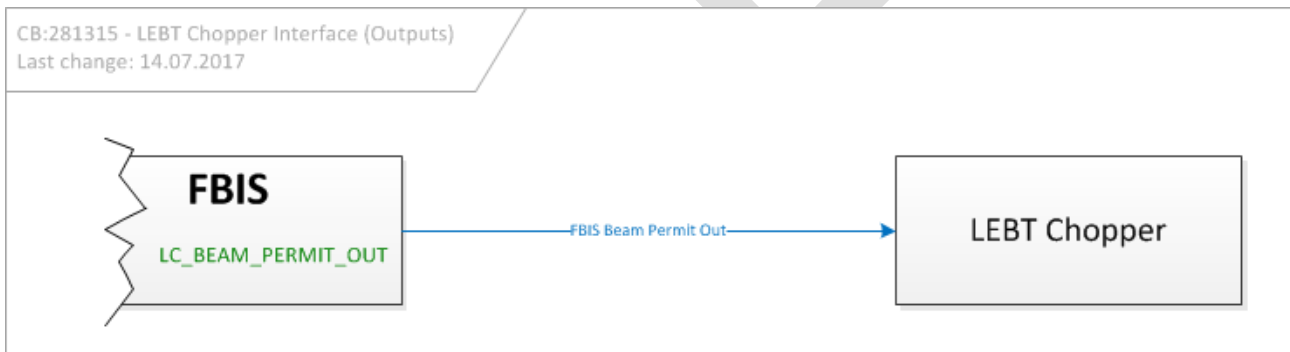 CB:281315 - LEBT Chopper Interface (Outputs)
Last change: 14.07.2017
FBIS
LC_BEAM_PERMIT_OUT
FBIS Beam Permit Out
LEBT Chopper